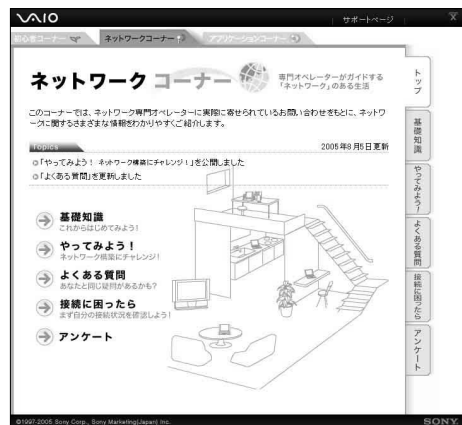 VAIO
サポートページ
初心者コーナー
ネットワークコーナー
アプリケーションコーナー
ネットワーク コーナー
専門オペレーターがガイドする
「ネットワーク」のある生活
このコーナーでは、ネットワーク専門オペレーターに実際に寄せられているお問い合わせをもとに、ネットワ
ークに関するさまざまな情報をわかりやすくご紹介します。
Topics
2005年8月5日更新
「やってみよう! ネットワーク構築にチャレンジ!」を公開しました
「よくある質問」を更新しました
基礎知識
これからはじめてみよう!
やってみよう!
ネットワーク構築にチャレンジ!
よくある質問
あなたと同じ疑問があるかも?
接続に困ったら
まず自分の接続状況を確認しよう!
アンケート
トップ
基礎知識
やってみよう!
よくある質問
接続に困ったら
アンケート
©1997-2005 Sony Corp., Sony Marketing(Japan) Inc.
SONY